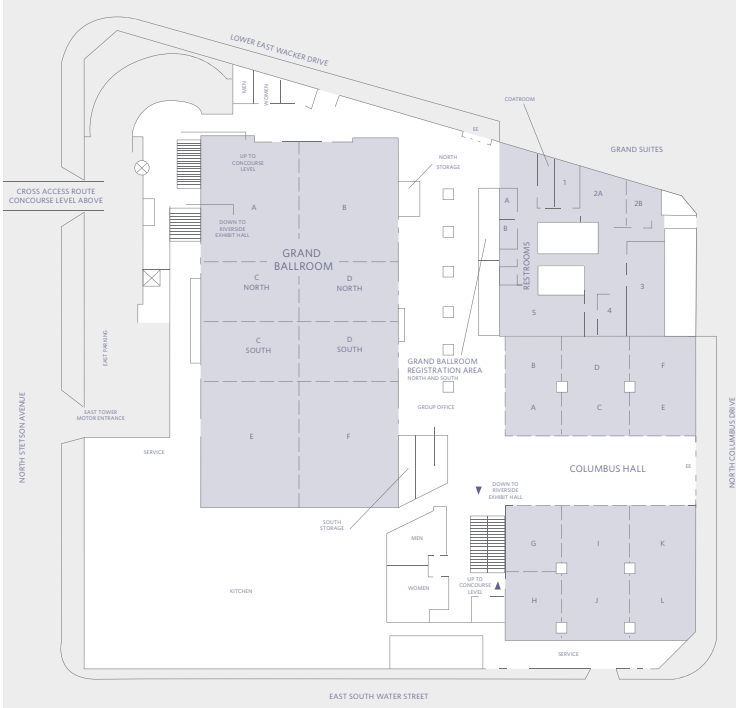 LOWER EAST WACKER DRIVE
MEN
WOMEN
COATROOM
EE
GRAND SUITES
UP TO
CONCOURSE
LEVEL
NORTH
STORAGE
1
2A
2B
CROSS ACCESS ROUTE
CONCOURSE LEVEL ABOVE
A
B
A
B
DOWN TO
RIVERSIDE
EXHIBIT HALL
GRAND
BALLROOM
RESTROOMS
C
NORTH
D
NORTH
3
5
4
C
SOUTH
D
SOUTH
EAST PARKING
GRAND BALLROOM
REGISTRATION AREA
NORTH AND SOUTH
B
D
F
GROUP OFFICE
A
C
E
EAST TOWER
MOTOR ENTRANCE
NORTH STETSON AVENUE
NORTH COLUMBUS DRIVE
E
F
SERVICE
COLUMBUS HALL
EE
DOWN TO
RIVERSIDE
EXHIBIT HALL
SOUTH
STORAGE
MEN
G
I
K
UP TO
CONCOURSE
LEVEL
WOMEN
KITCHEN
H
J
L
SERVICE
EAST SOUTH WATER STREET